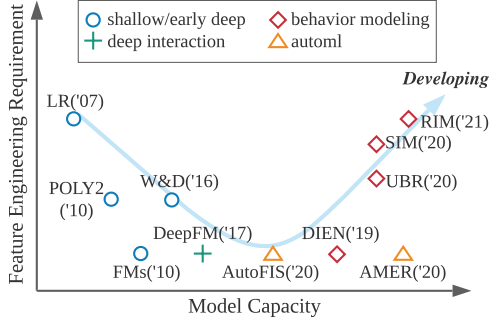 shallow/early deep
behavior modeling
deep interaction
automl
Developing
LR('07)
RIM('21)
SIM('20)
POLY2
('10)
W&D('16)
UBR('20)
DeepFM('17)
DIEN('19)
FMs('10)
AutoFIS('20)
AMER('20)
Feature Engineering Requirement
Model Capacity